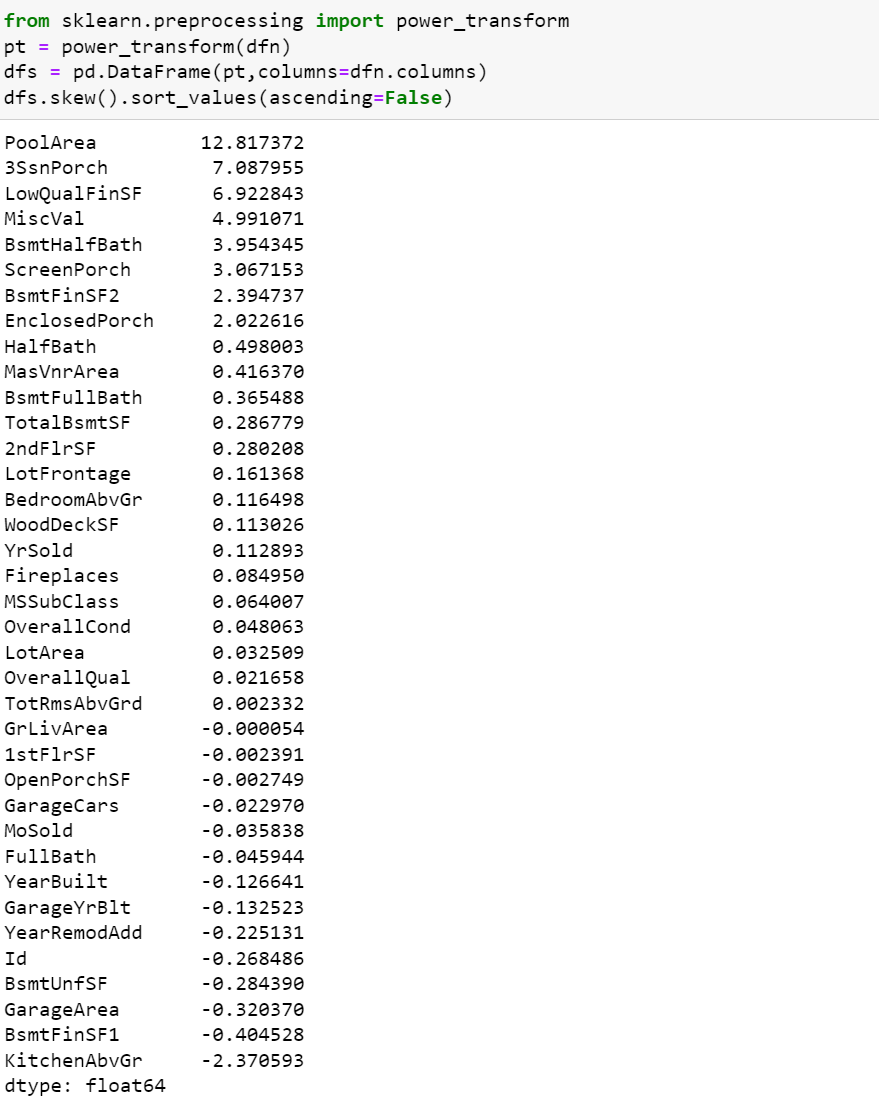 from sklearn.preprocessing import power_transform
pt = power_transform(dfn)
dfs = pd.DataFrame(pt,columns=dfn.columns)
dfs.skew().sort_values(ascending=False)
PoolArea 12.817372
3SsnPorch 7.087955
LowQualFinSF 6.922843
MiscVal 4.991071
BsmtHalfBath 3.954345
ScreenPorch 3.067153
BsmtFinSF2 2.394737
EnclosedPorch 2.022616
HalfBath 0.498003
MasVnrArea 0.416370
BsmtFullBath 0.365488
TotalBsmtSF 0.286779
2ndFlrSF 0.280208
LotFrontage 0.161368
BedroomAbvGr 0.116498
WoodDeckSF 0.113026
YrSold 0.112893
Fireplaces 0.084950
MSSubClass 0.064007
OverallCond 0.048063
LotArea 0.032509
OverallQual 0.021658
TotRmsAbvGrd 0.002332
GrLivArea -0.000054
1stFlrSF -0.002391
OpenPorchSF -0.002749
GarageCars -0.022970
MoSold -0.035838
FullBath -0.045944
YearBuilt -0.126641
GarageYrBlt -0.132523
YearRemodAdd -0.225131
Id -0.268486
BsmtUnfSF -0.284390
GarageArea -0.320370
BsmtFinSF1 -0.404528
KitchenAbvGr -2.370593
dtype: float64